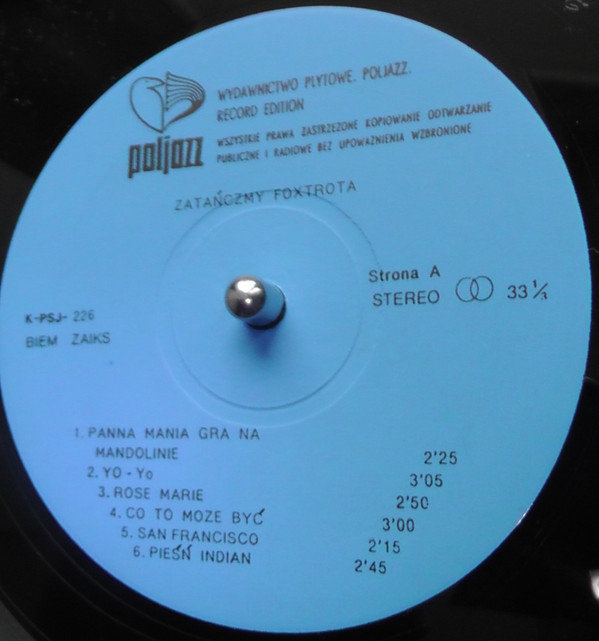 WYDAWNICTWO PŁYTOWE. POLJAZZ.
RECORD EDITION
WSZYSTKIE PRAWA ZASTRZEŻONE KOPIOWANIE ODTWARZANIE
PUBLICZNE I RADIOWE BEZ UPOWAŻNIENIA WZBRONIONE
poljazz
ZATAŃCZMY FOXTROTA
Strona A
STEREO 33 1/3
K-PSJ- 226
BIEM ZAIKS
1. PANNA MANIA GRA NA
MANDOLINIE 2'25
2. YO - Yo 3'05
3. ROSE MARIE 2'50
4. CO TO MOZE BYĆ 3'00
5. SAN FRANCISCO 2'15
6. PIEŚŃ INDIAN 2'45